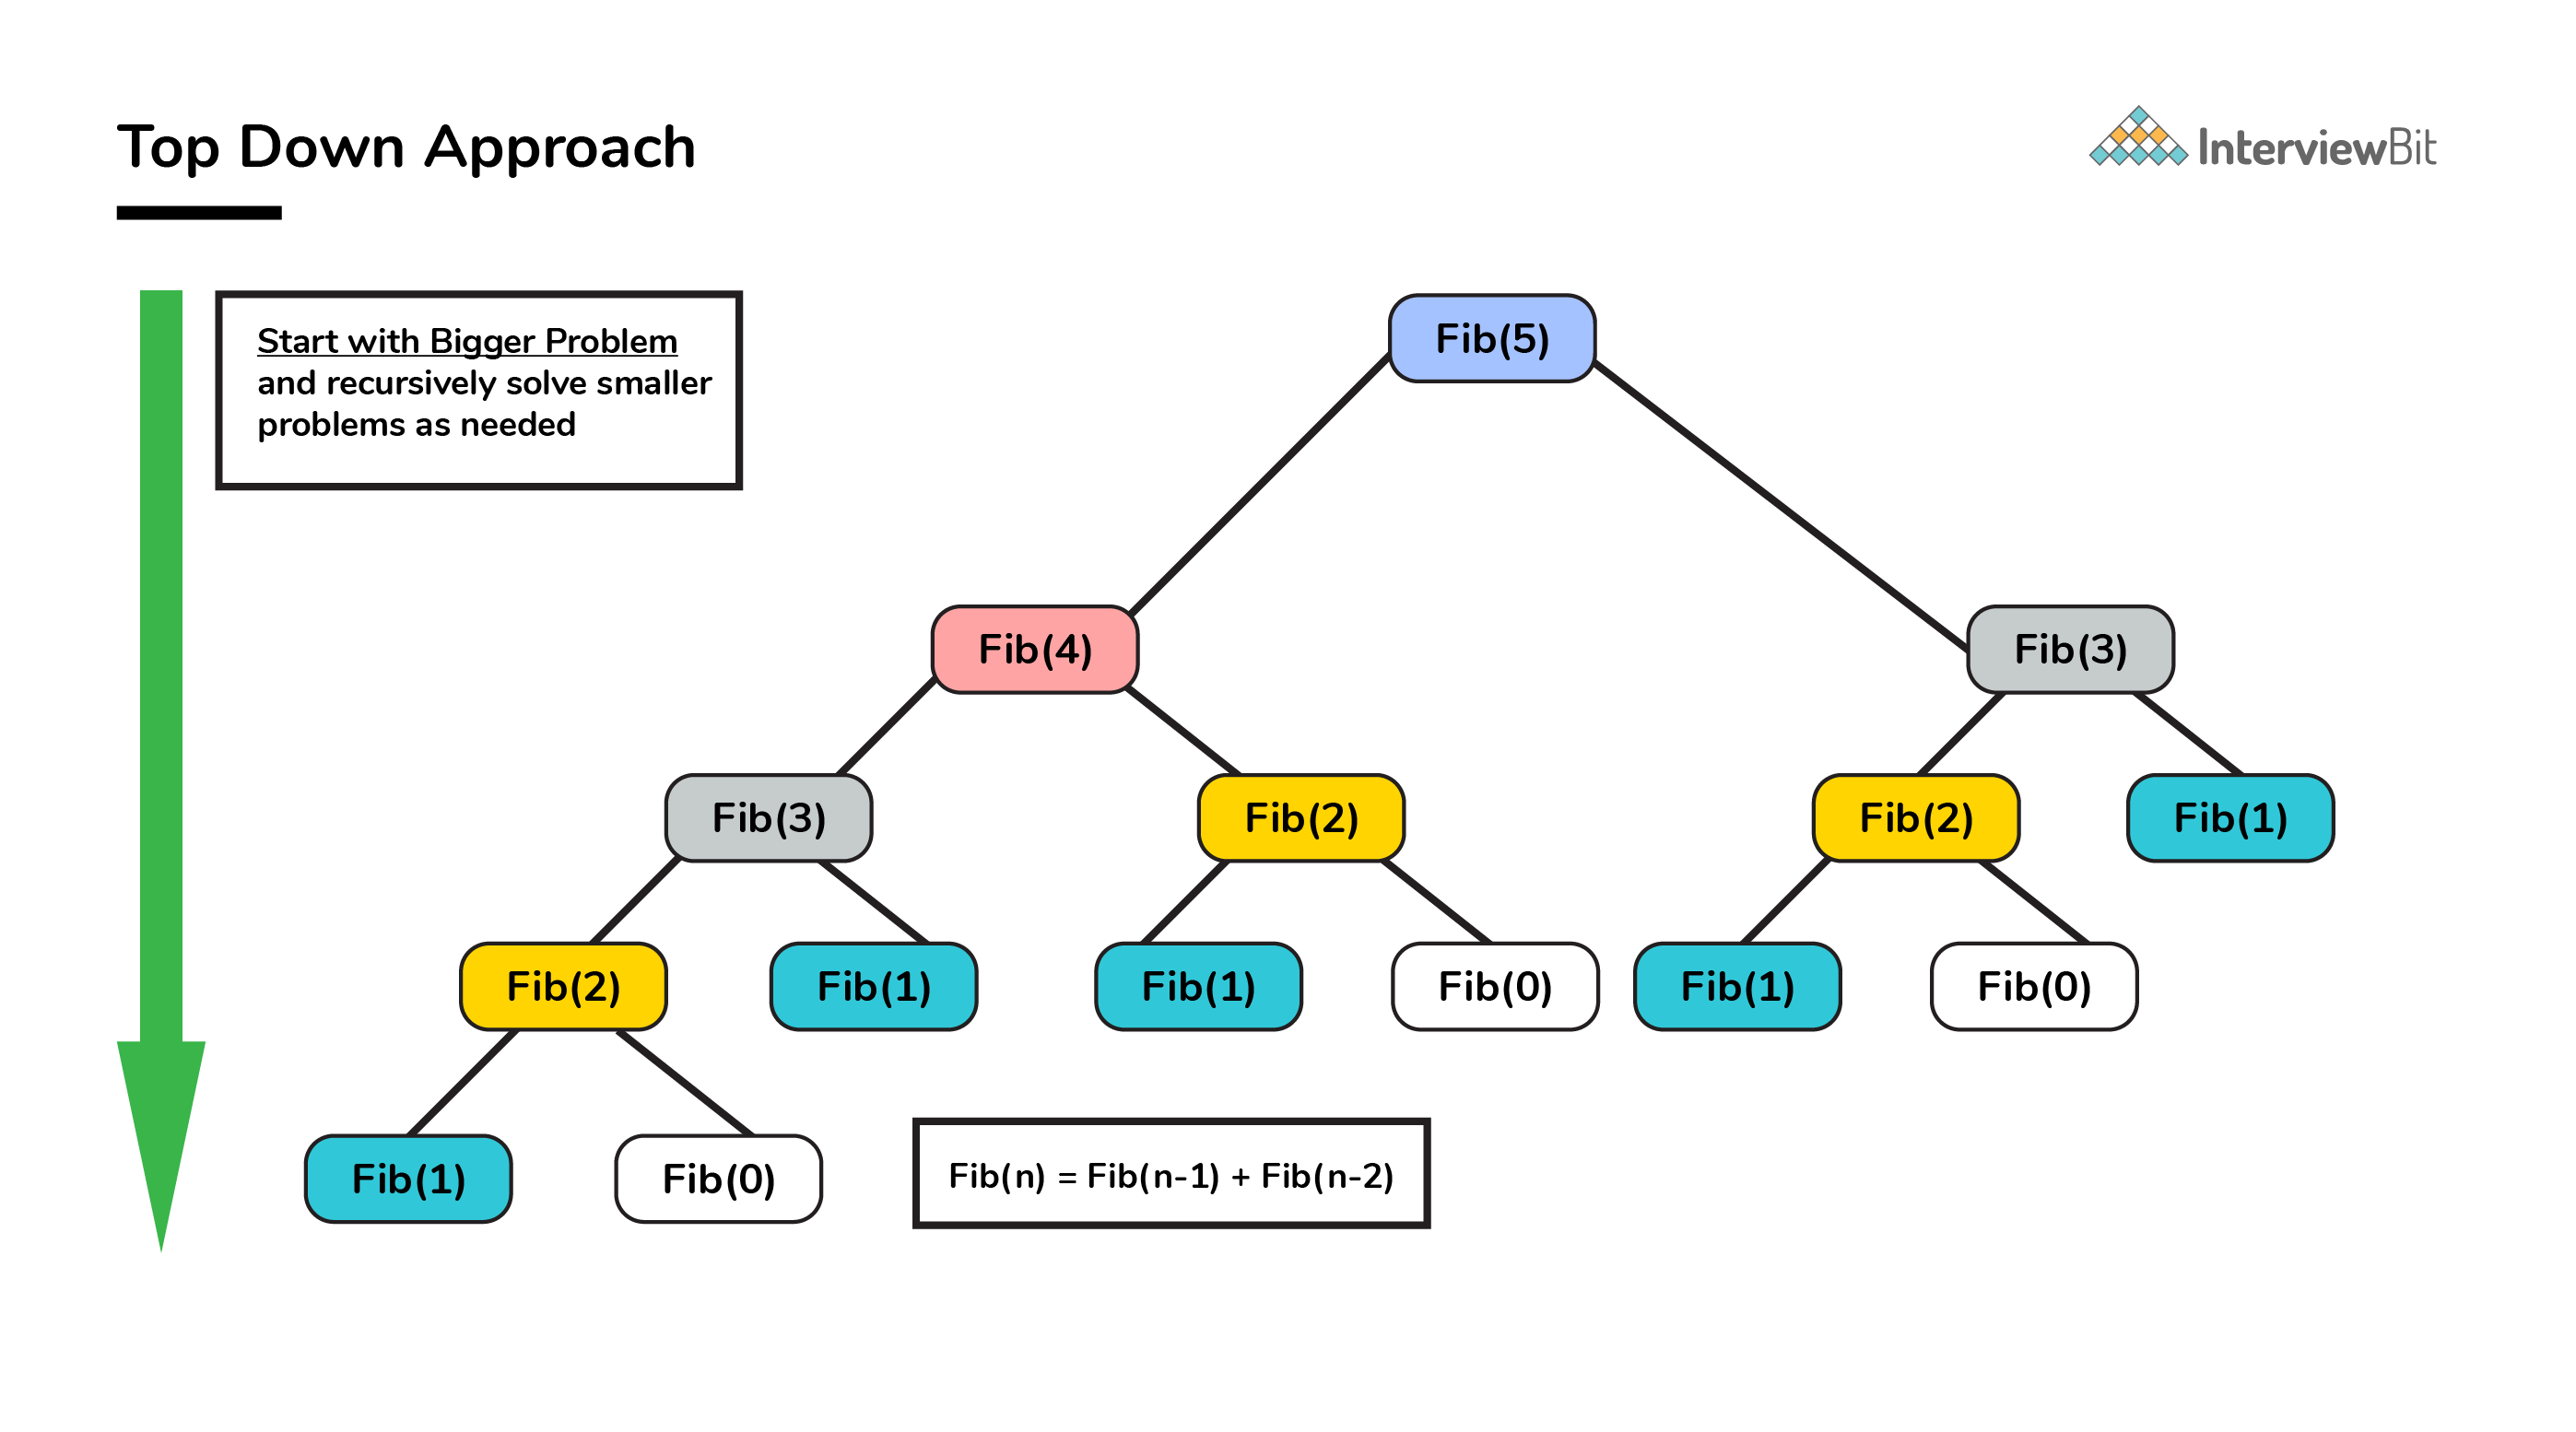 Top Down Approach
InterviewBit
Start with Bigger Problem
and recursively solve smaller
problems as needed
Fib(5)
Fib(4)
Fib(3)
Fib(3)
Fib(2)
Fib(2)
Fib(1)
Fib(2)
Fib(1)
Fib(1)
Fib(0)
Fib(1)
Fib(0)
Fib(1)
Fib(0)
Fib(n) = Fib(n-1) + Fib(n-2)